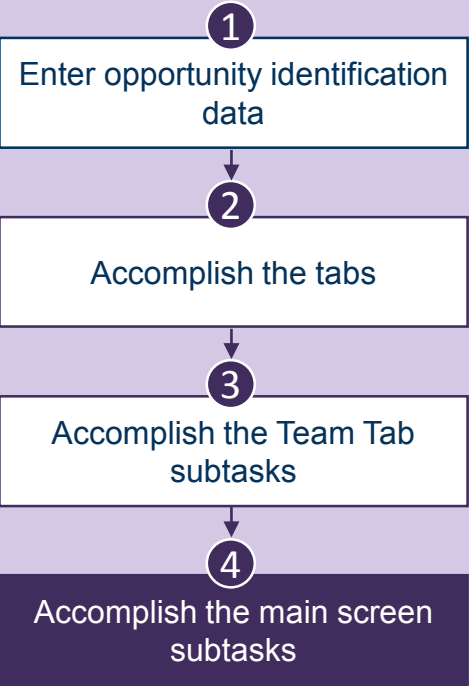 1
Enter opportunity identification
data
2
Accomplish the tabs
3
Accomplish the Team Tab
subtasks
4
Accomplish the main screen
subtasks